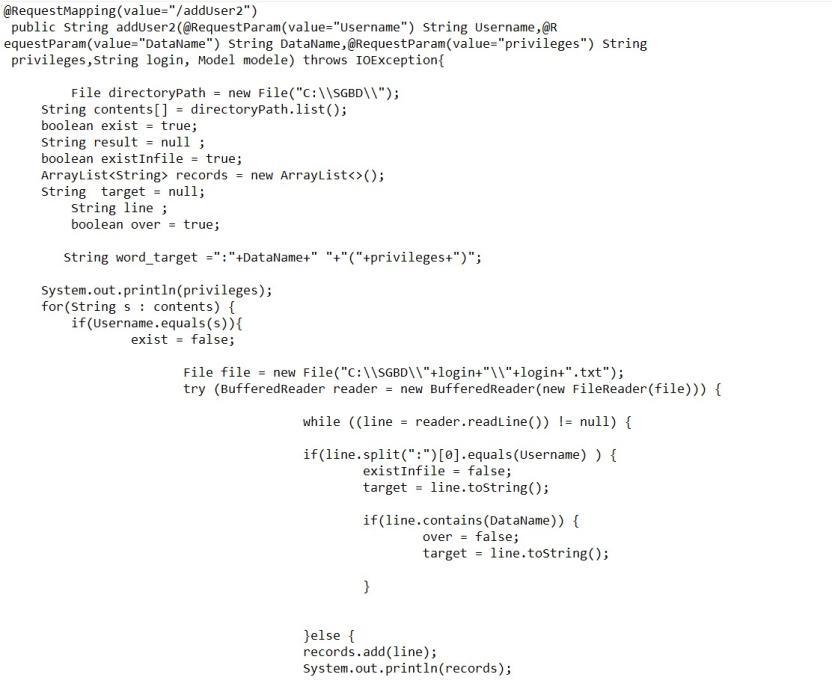 @RequestMapping(value="/addUser2")
public String addUser2(@RequestParam(value="Username") String Username,@R
equestParam(value="DataName") String DataName,@RequestParam(value="privileges") String
privileges,String login, Model modele) throws IOException{
File directoryPath = new File("C:\\SGBD\\");
String contents[] = directoryPath.list();
boolean exist = true;
String result = null ;
boolean existInfile = true;
ArrayList<String> records = new ArrayList<>();
String  target = null;
String line ;
boolean over = true;
String word_target =":"+DataName+" "+"("+privileges+")";
System.out.println(privileges);
for(String s : contents) {
if(Username.equals(s)){
exist = false;
File file = new File("C:\\SGBD\\"+login+"\\"+login+".txt");
try (BufferedReader reader = new BufferedReader(new FileReader(file))) {
while ((line = reader.readLine()) != null) {
if(line.split(":")[0].equals(Username) ) {
existInfile = false;
target = line.toString();
if(line.contains(DataName)) {
over = false;
target = line.toString();
}
}else {
records.add(line);
System.out.println(records);